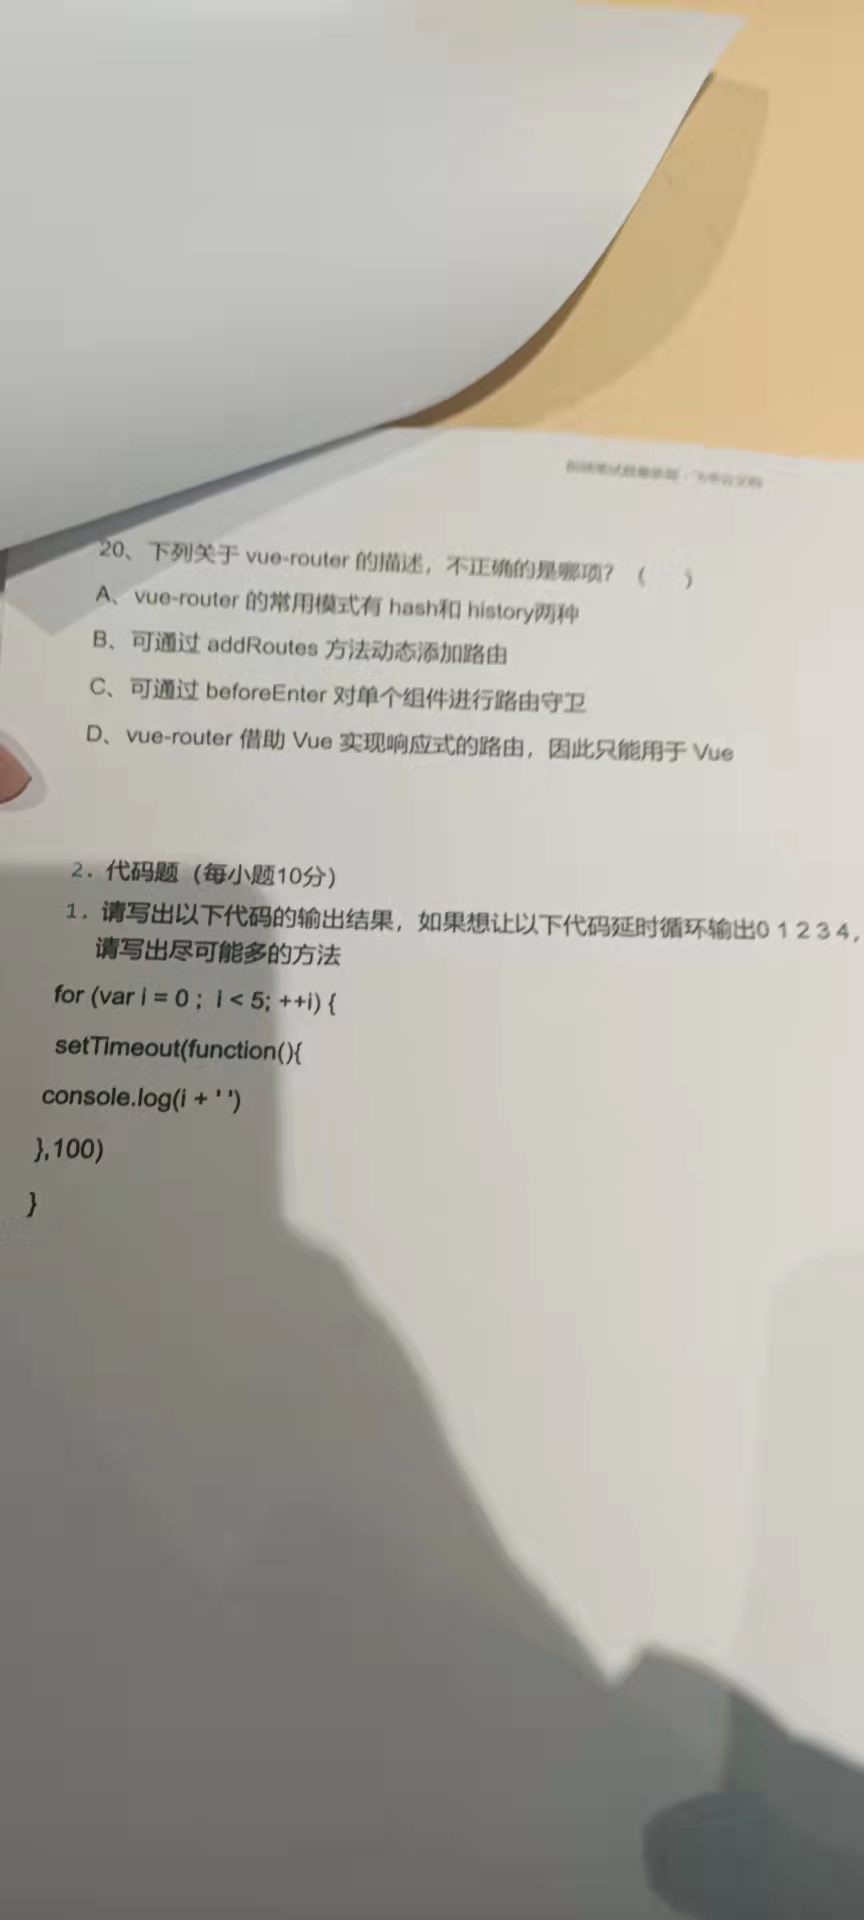 20、下列关于 vue-router 的描述，不正确的是哪项？（　　）
A、vue-router 的常用模式有 hash和 history两种
B、可通过 addRoutes 方法动态添加路由
C、可通过 beforeEnter 对单个组件进行路由守卫
D、vue-router 借助 Vue 实现响应式的路由，因此只能用于 Vue
2. 代码题（每小题10分）
1. 请写出以下代码的输出结果，如果想让以下代码延时循环输出0 1 2 3 4，
请写出尽可能多的方法
for (var i = 0 ; i < 5; ++i) {
setTimeout(function(){
console.log(i + ' ')
},100)
}